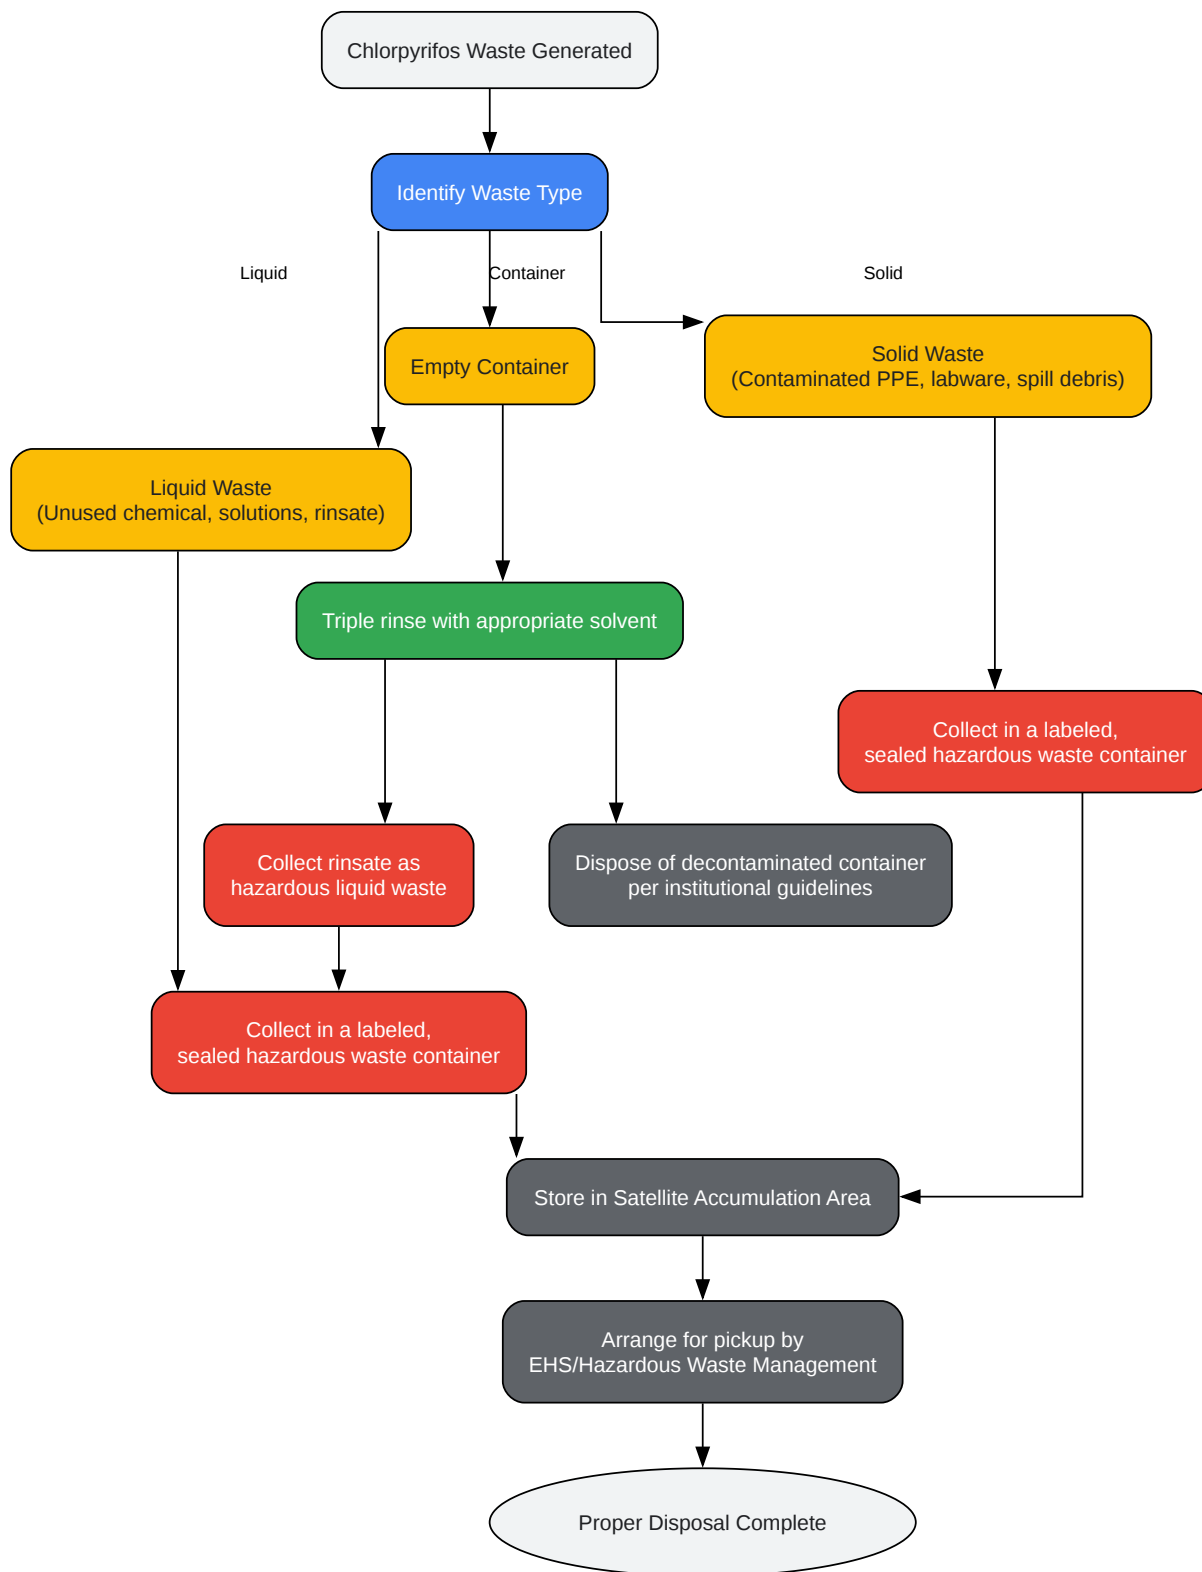 Chlorpyrifos Waste Generated
Identify Waste Type
Liquid
Container
Solid
Empty Container
Solid Waste
(Contaminated PPE, labware, spill debris)
Liquid Waste
(Unused chemical, solutions, rinsate)
Triple rinse with appropriate solvent
Collect in a labeled,
sealed hazardous waste container
Collect rinsate as
hazardous liquid waste
Dispose of decontaminated container
per institutional guidelines
Collect in a labeled,
sealed hazardous waste container
Store in Satellite Accumulation Area
Arrange for pickup by
EHS/Hazardous Waste Management
Proper Disposal Complete